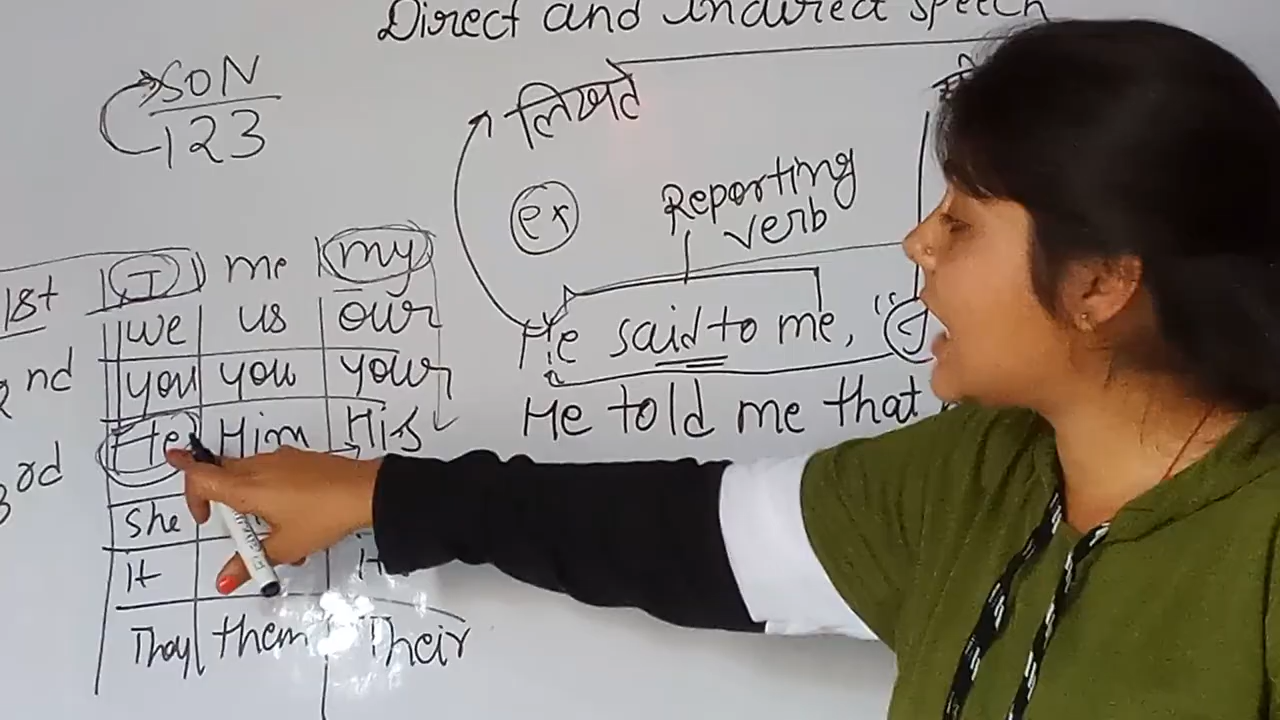 Direct and Indirect speech
SON
123
लिखते
ex
Reporting
verb
1st I me my
we us our
2nd you you your
3rd He Him His
she
It
They them Their
He said to me, "I
He told me that